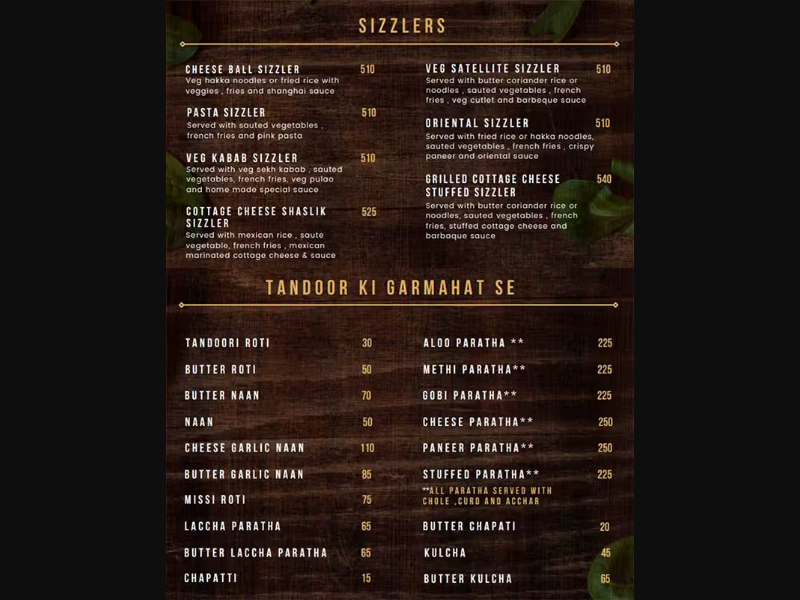 SIZZLERS
CHEESE BALL SIZZLER 510
Veg hakka noodles or fried rice with
veggies , fries and shanghai sauce
PASTA SIZZLER 510
Served with sauted vegetables ,
french fries and pink pasta
VEG KABAB SIZZLER 510
Served with veg sekh kabab , sauted
vegetables, french fries, veg pulao
and home made special sauce
COTTAGE CHEESE SHASLIK 525
SIZZLER
Served with mexican rice , saute
vegetable, french fries , mexican
marinated cottage cheese & sauce
VEG SATELLITE SIZZLER 510
Served with butter coriander rice or
noodles , sauted vegetables , french
fries , veg cutlet and barbeque sauce
ORIENTAL SIZZLER 510
Served with fried rice or hakka noodles,
sauted vegetables , french fries , crispy
paneer and oriental sauce
GRILLED COTTAGE CHEESE 540
STUFFED SIZZLER
Served with butter coriander rice or
noodles, sauted vegetables , french
fries, stuffed cottage cheese and
barbaque sauce
TANDOOR KI GARMAHAT SE
TANDOORI ROTI 30
BUTTER ROTI 50
BUTTER NAAN 70
NAAN 50
CHEESE GARLIC NAAN 110
BUTTER GARLIC NAAN 85
MISSI ROTI 75
LACCHA PARATHA 65
BUTTER LACCHA PARATHA 65
CHAPATTI 15
ALOO PARATHA ** 225
METHI PARATHA** 225
GOBI PARATHA** 225
CHEESE PARATHA** 250
PANEER PARATHA** 250
STUFFED PARATHA** 225
**ALL PARATHA SERVED WITH
CHOLE ,CURD AND ACCHAR
BUTTER CHAPATI 20
KULCHA 45
BUTTER KULCHA 65